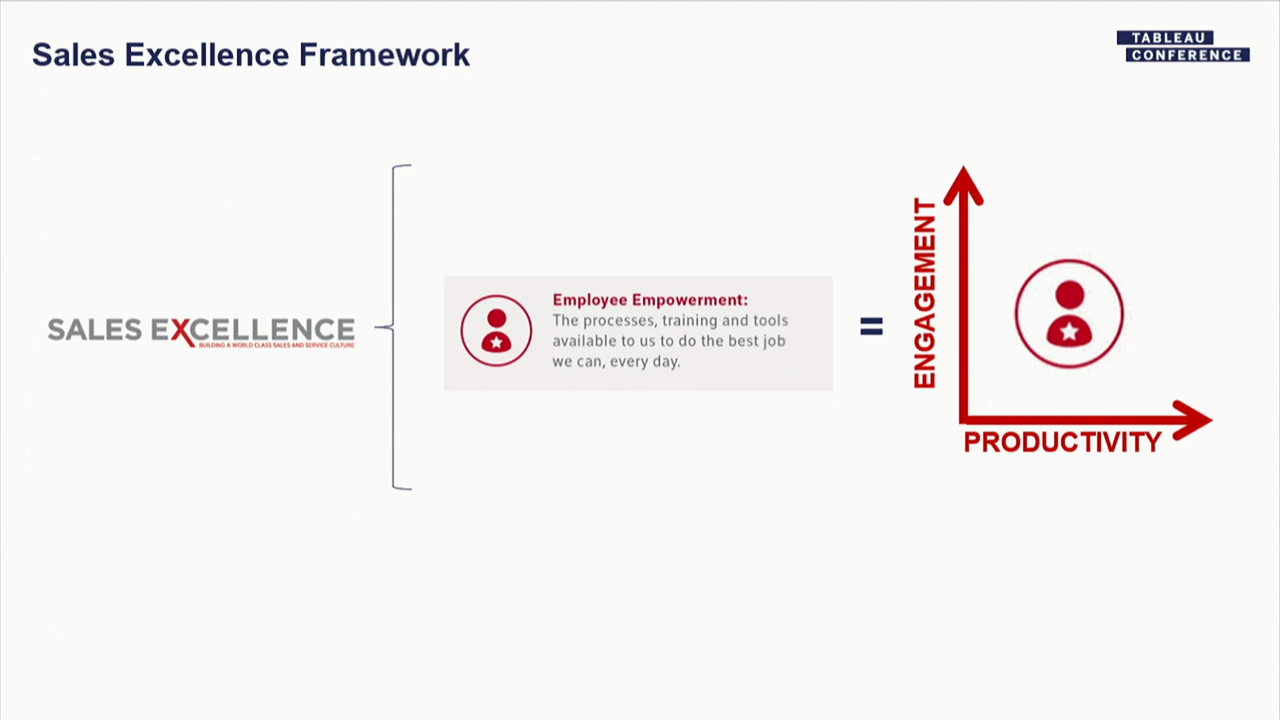 Sales Excellence Framework
TABLEAU
CONFERENCE
SALES EXCELLENCE
BUILDING A WORLD CLASS SALES AND SERVICE CULTURE
Employee Empowerment:
The processes, training and tools
available to us to do the best job
we can, every day.
=
ENGAGEMENT
PRODUCTIVITY